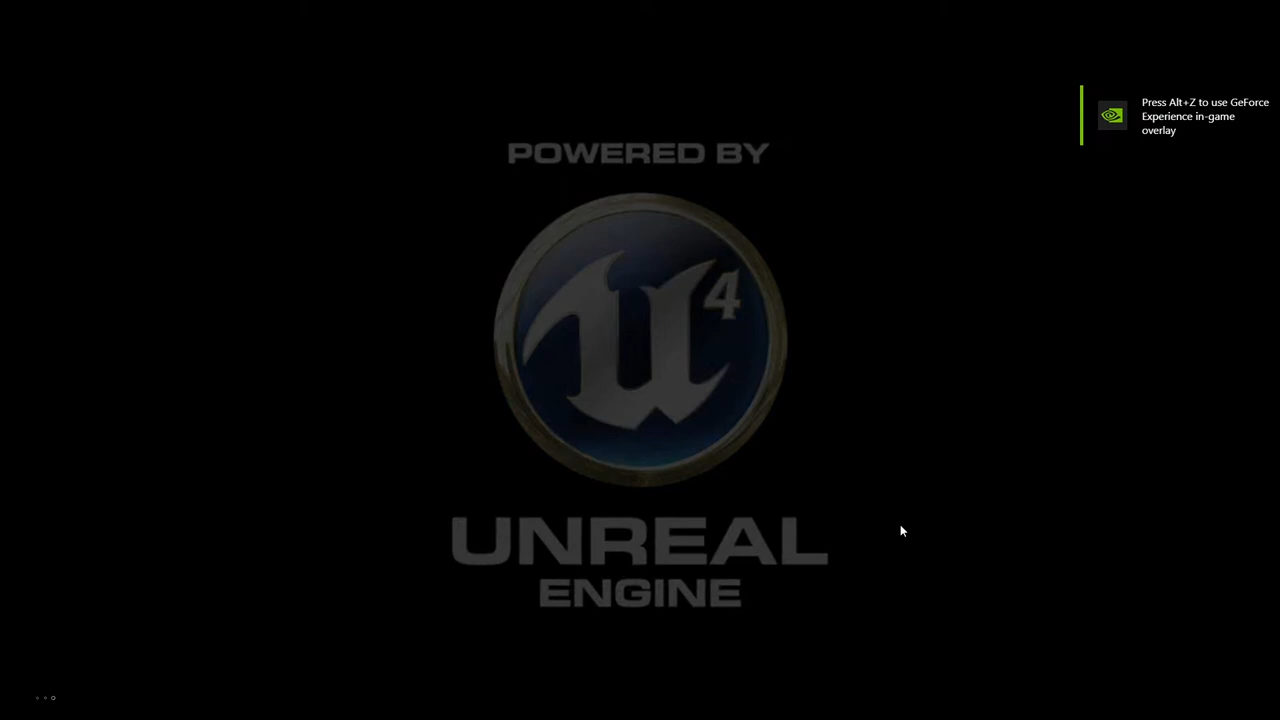 POWERED BY
4
UNREAL
ENGINE
Press Alt+Z to use GeForce
Experience in-game
overlay